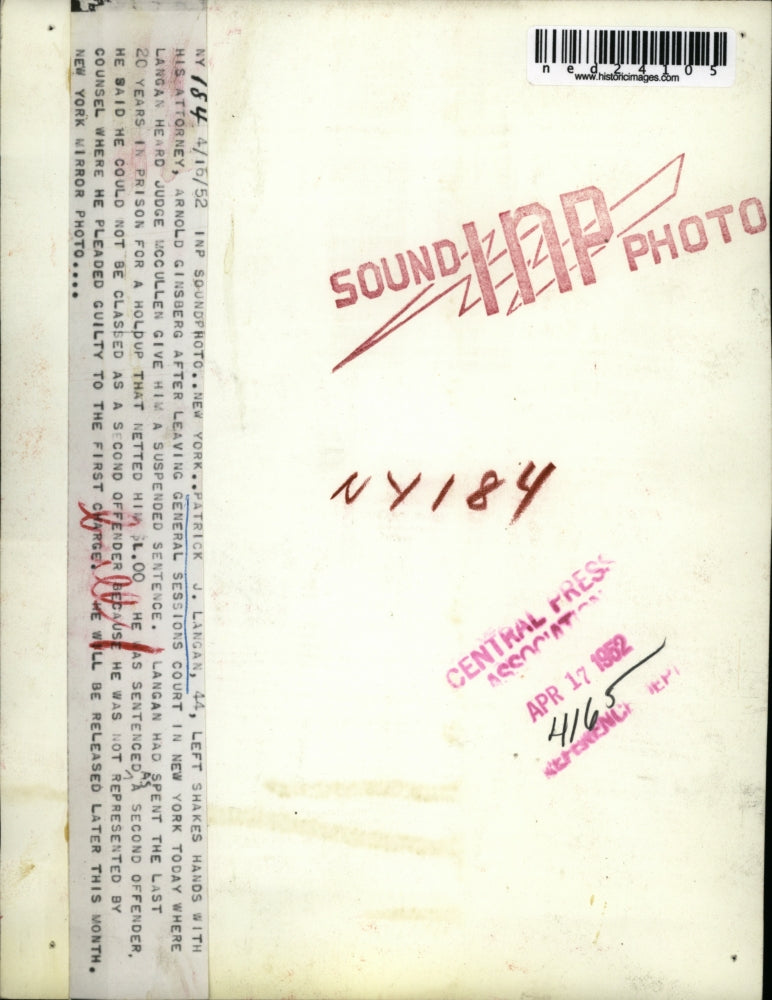 ned24105
www.historicimages.com
SOUND INP PHOTO
NY 184 4/16/52 INP SOUNDPHOTO..NEW YORK..PATRICK J. LANGAN, 44, LEFT SHAKES HANDS WITH
HIS ATTORNEY, ARNOLD GINSBERG AFTER LEAVING GENERAL SESSIONS COURT IN NEW YORK TODAY WHERE
LANGAN HEARD JUDGE MCCULLEN GIVE HIM A SUSPENDED SENTENCE. LANGAN HAD SPENT THE LAST
20 YEARS IN PRISON FOR A HOLDUP THAT NETTED HIM $1.00 HE WAS SENTENCED AS A SECOND OFFENDER,
HE SAID HE COULD NOT BE CLASSED AS A SECOND OFFENDER BECAUSE HE WAS NOT REPRESENTED BY
COUNSEL WHERE HE PLEADED GUILTY TO THE FIRST CHARGE. HE WILL BE RELEASED LATER THIS MONTH.
NEW YORK MIRROR PHOTO....
NY184
CENTRAL PRESS
ASSOCIATION
APR 17 1952
4165
REFERENCE DEPT